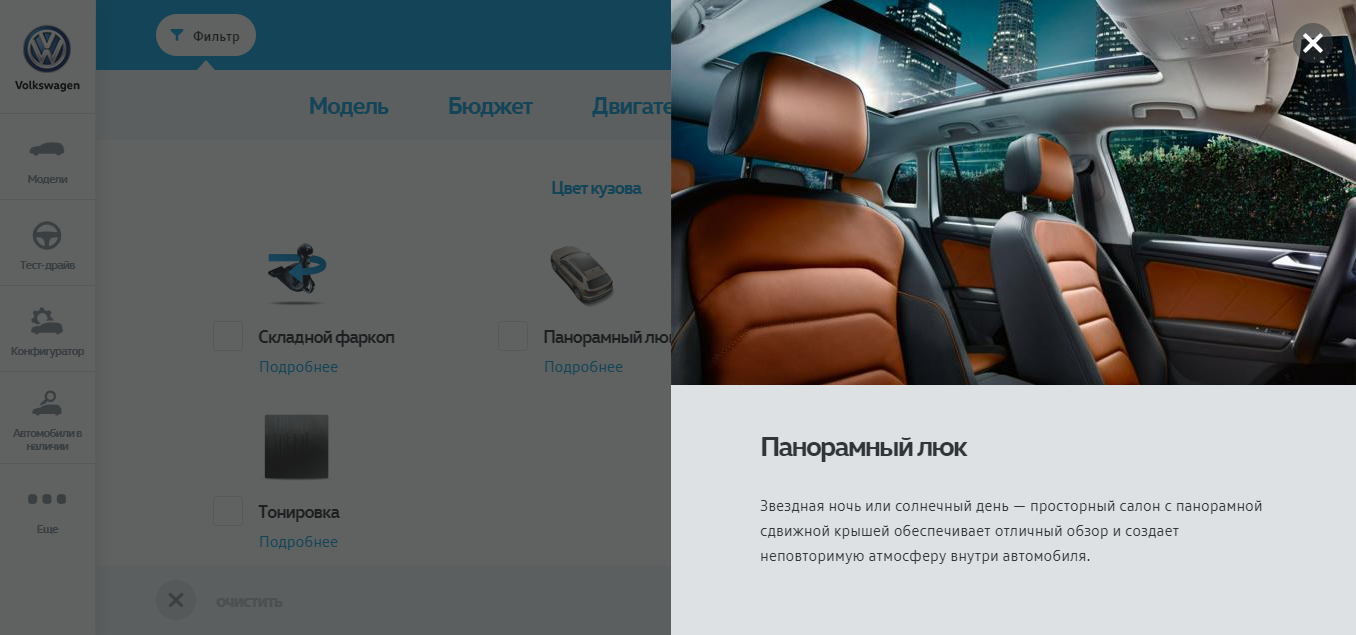 Volkswagen
Модели
Тест-драйв
Конфигуратор
Автомобили в
наличии
Еще
Фильтр
Модель Бюджет
Цвет кузова
Складной фаркоп
Подробнее
Панорамный люк
Подробнее
Тонировка
Подробнее
ОЧИСТИТЬ
Панорамный люк
Звездная ночь или солнечный день — просторный салон с панорамной
сдвижной крышей обеспечивает отличный обзор и создает
неповторимую атмосферу внутри автомобиля.